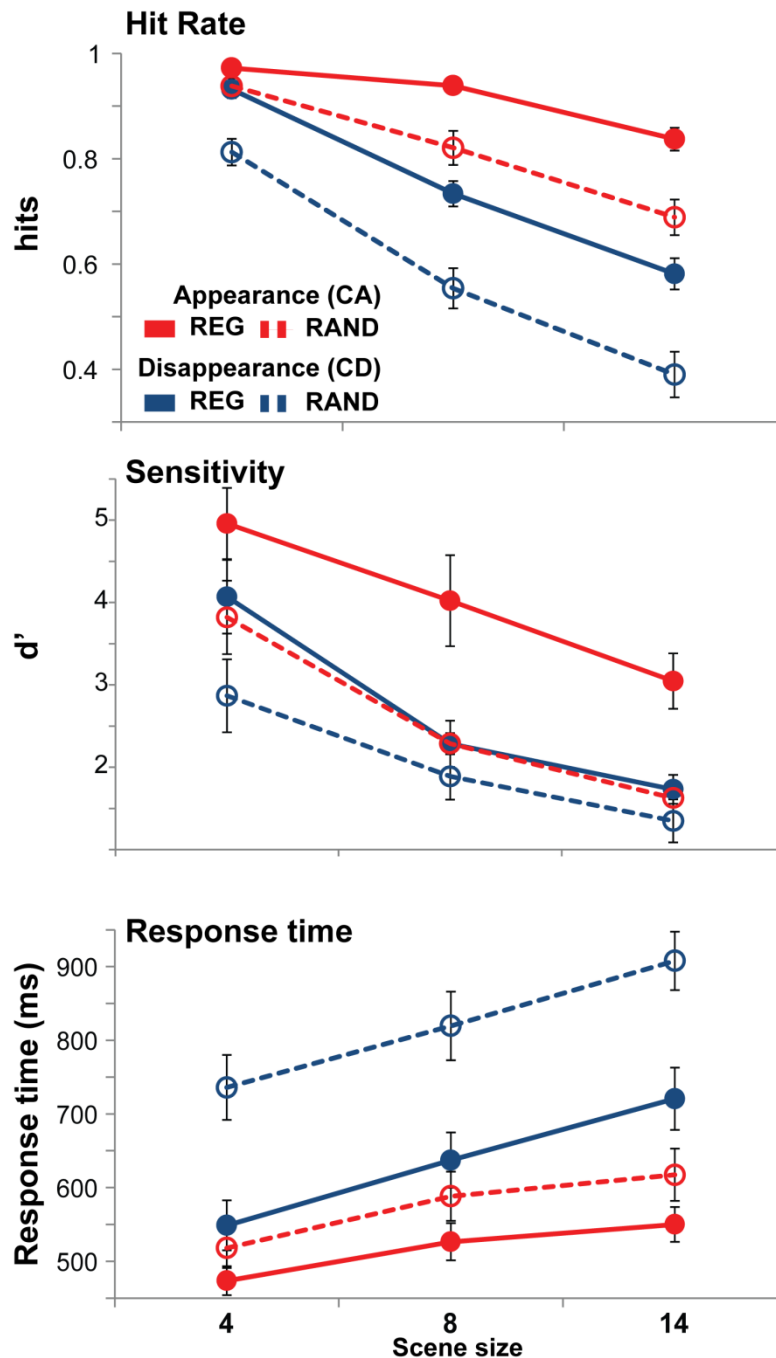 Hit Rate
1
0.8
0.6
0.4
hits
Appearance (CA)
REG RAND
Disappearance (CD)
REG RAND
Sensitivity
5
4
3
2
d'
Response time
900
800
700
600
500
Response time (ms)
4 8 14
Scene size